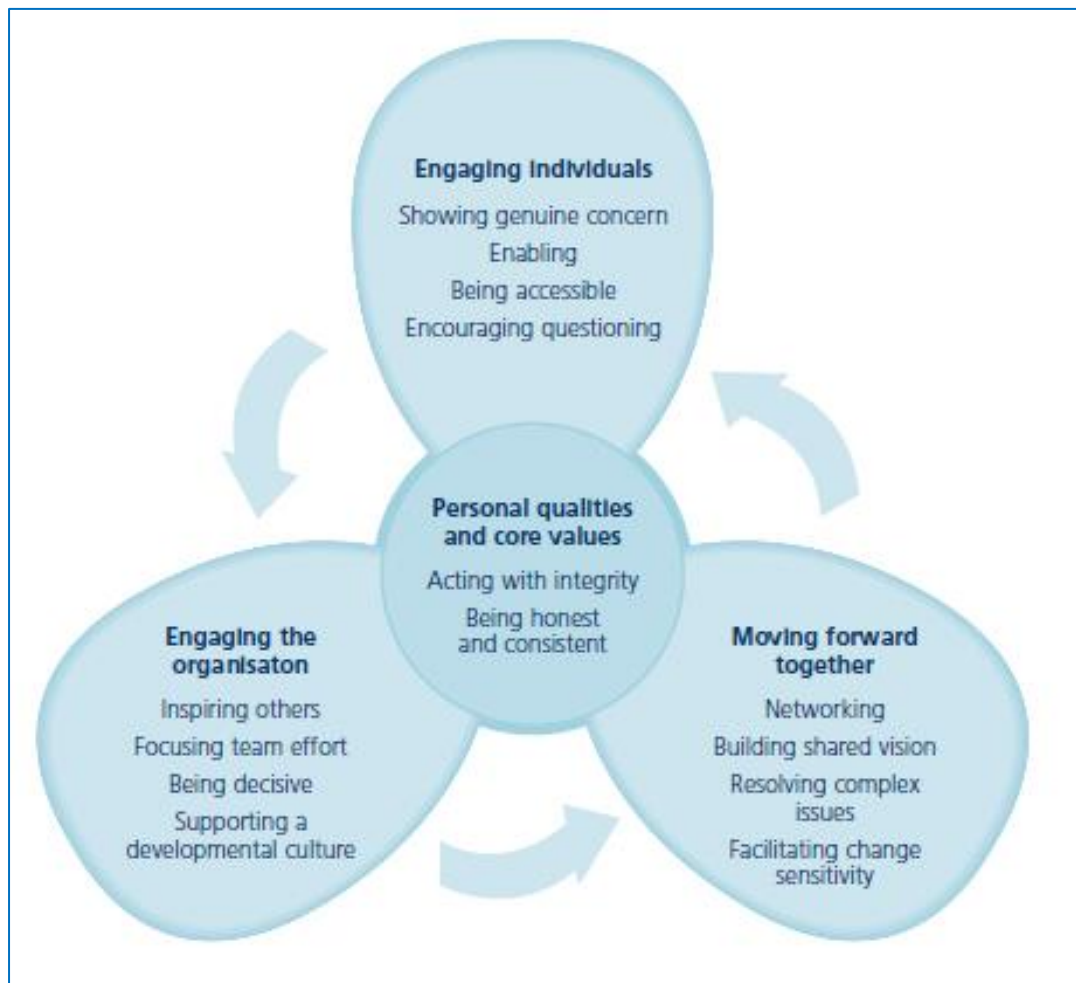 Engaging individuals
Showing genuine concern
Enabling
Being accessible
Encouraging questioning
Personal qualities
and core values
Acting with integrity
Being honest
and consistent
Engaging the
organisaton
Inspiring others
Focusing team effort
Being decisive
Supporting a
developmental culture
Moving forward
together
Networking
Building shared vision
Resolving complex
issues
Facilitating change
sensitivity